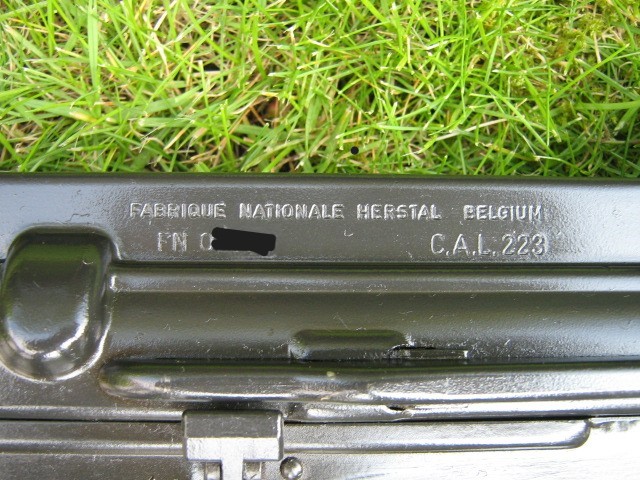 FABRIQUE NATIONALE HERSTAL BELGIUM
FN C.A.L. 223